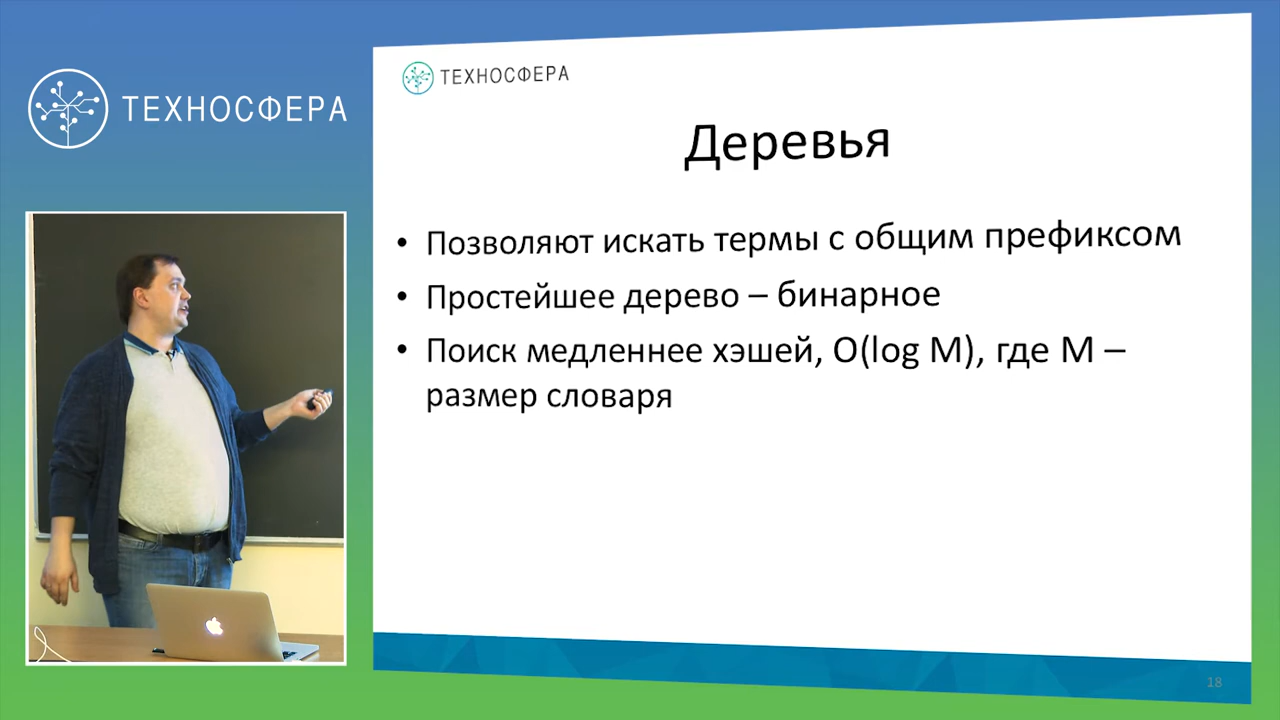 ТЕХНОСФЕРА
ТЕХНОСФЕРА
Деревья
• Позволяют искать термы с общим префиксом
• Простейшее дерево – бинарное
• Поиск медленнее хэшей, O(log M), где M –
размер словаря
18